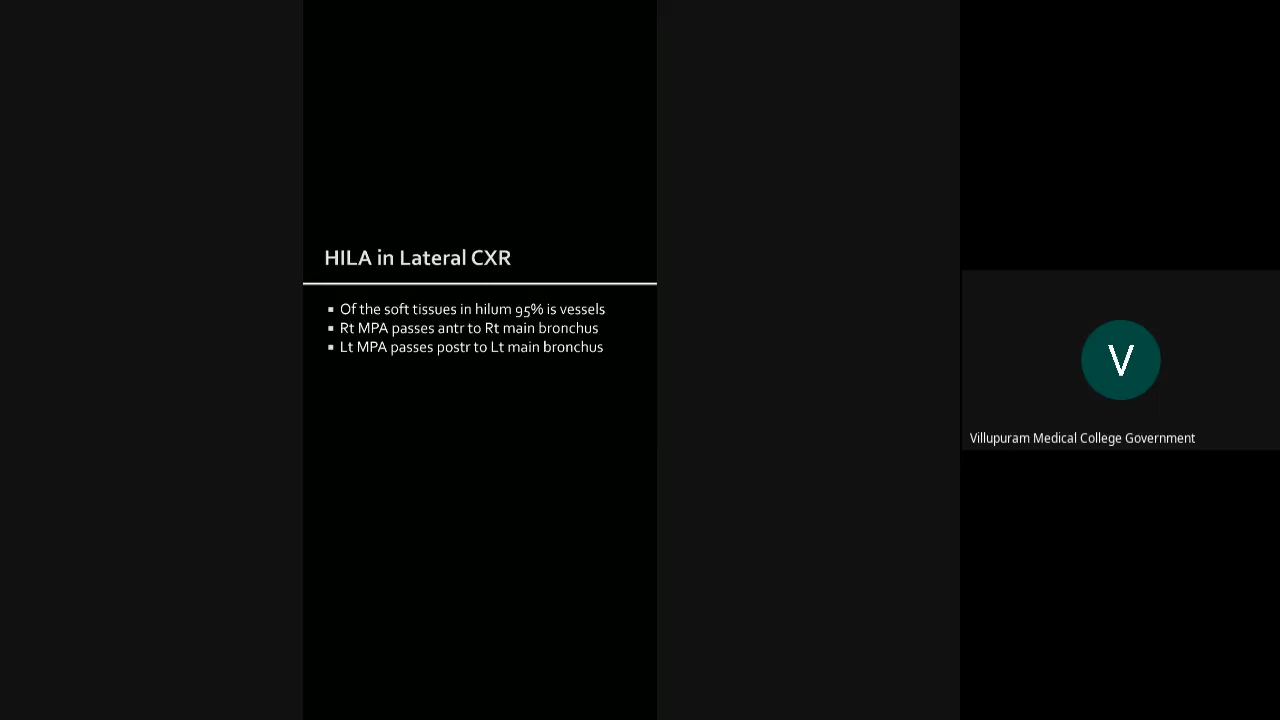 HILA in Lateral CXR
▪ Of the soft tissues in hilum 95% is vessels
▪ Rt MPA passes antr to Rt main bronchus
▪ Lt MPA passes postr to Lt main bronchus
V
Villupuram Medical College Government